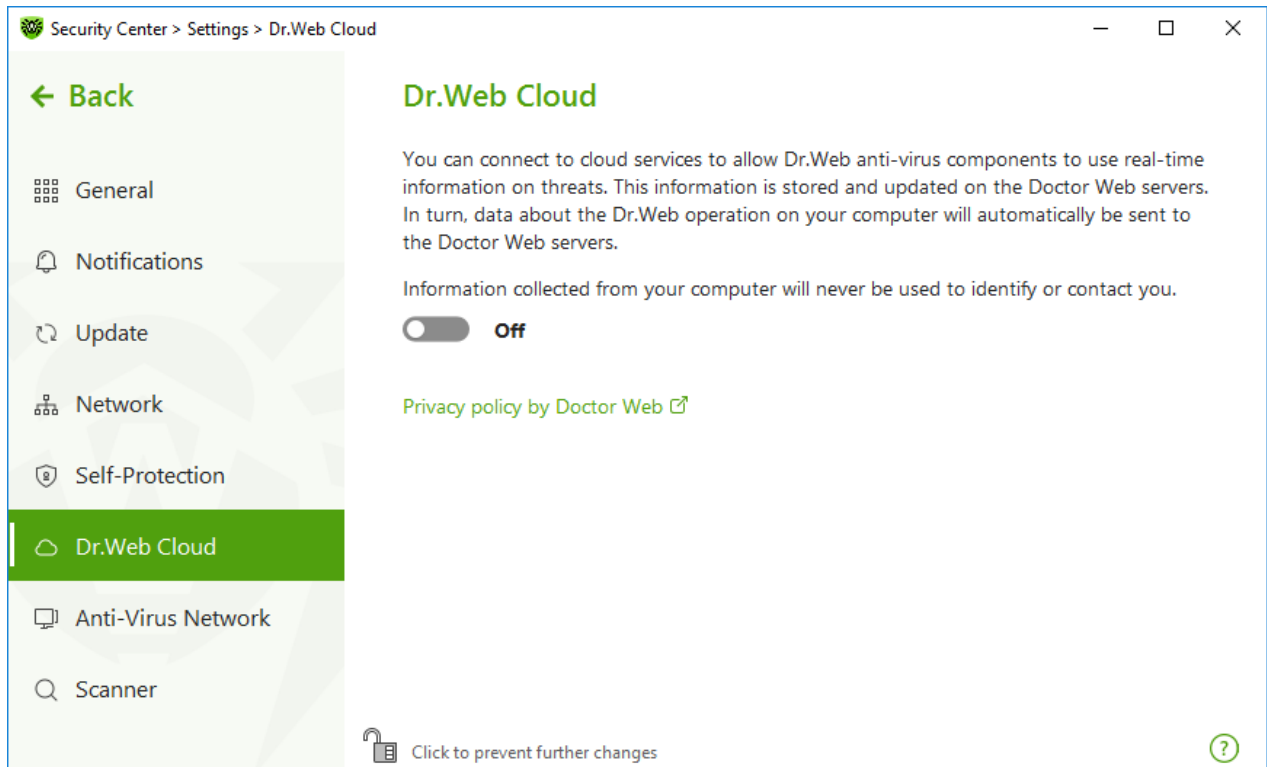 Security Center > Settings > Dr.Web Cloud
Back
General
Notifications
Update
Network
Self-Protection
Dr.Web Cloud
Anti-Virus Network
Scanner
Dr.Web Cloud
You can connect to cloud services to allow Dr.Web anti-virus components to use real-time
information on threats. This information is stored and updated on the Doctor Web servers.
In turn, data about the Dr.Web operation on your computer will automatically be sent to
the Doctor Web servers.
Information collected from your computer will never be used to identify or contact you.
Off
Privacy policy by Doctor Web
Click to prevent further changes
?